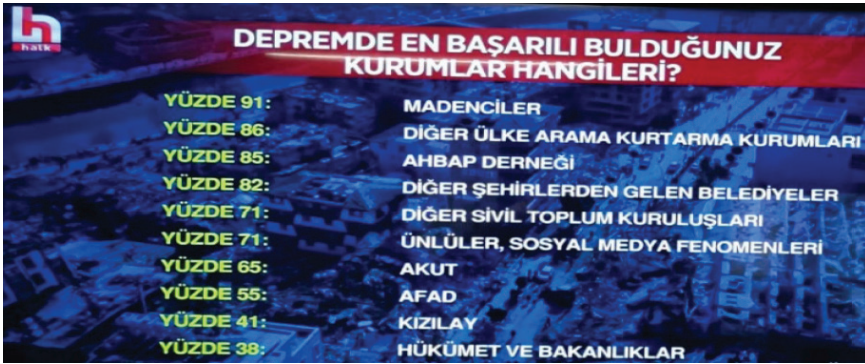 halk
DEPREMDE EN BAŞARILI BULDUĞUNUZ
KURUMLAR HANGİLERİ?
YÜZDE 91: MADENCİLER
YÜZDE 86: DİĞER ÜLKE ARAMA KURTARMA KURUMLARI
YÜZDE 85: AHBAP DERNEĞİ
YÜZDE 82: DİĞER ŞEHİRLERDEN GELEN BELEDİYELER
YÜZDE 71: DİĞER SİVİL TOPLUM KURULUŞLARI
YÜZDE 71: ÜNLÜLER, SOSYAL MEDYA FENOMENLERİ
YÜZDE 65: AKUT
YÜZDE 55: AFAD
YÜZDE 41: KIZILAY
YÜZDE 38: HÜKÜMET VE BAKANLIKLAR